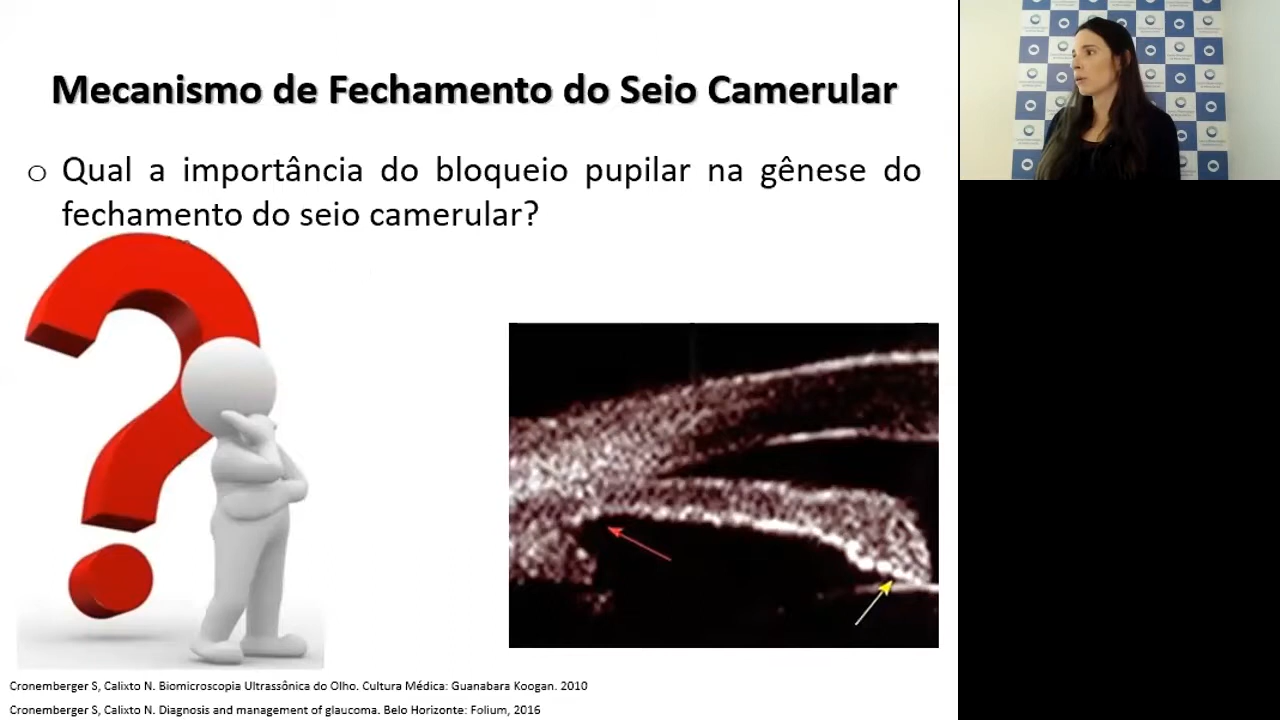 Mecanismo de Fechamento do Seio Camerular
o Qual a importância do bloqueio pupilar na gênese do
fechamento do seio camerular?
Cronemberger S, Calixto N. Biomicroscopia Ultrassônica do Olho. Cultura Médica: Guanabara Koogan. 2010
Cronemberger S, Calixto N. Diagnosis and management of glaucoma. Belo Horizonte: Folium, 2016